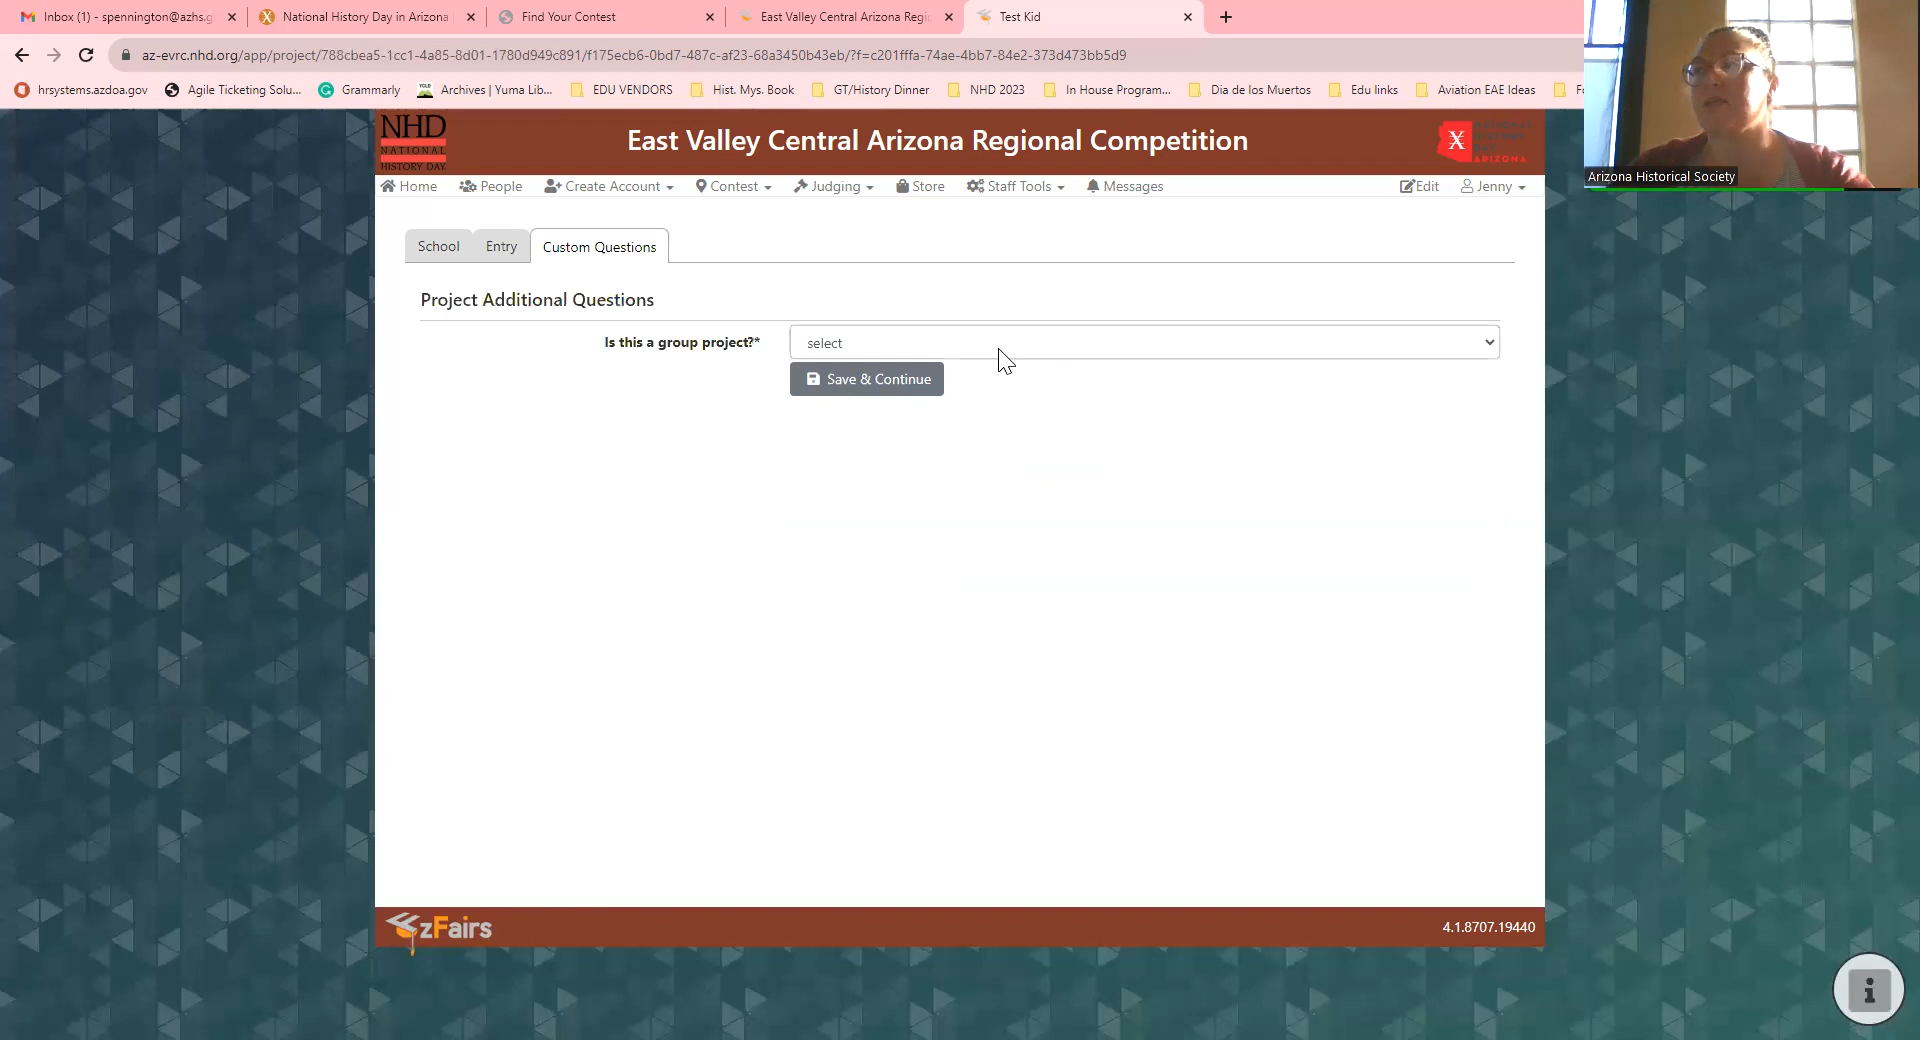 Inbox (1) - spennington@azhs.g
National History Day in Arizona
Find Your Contest
East Valley Central Arizona Regio
Test Kid
az-evrc.nhd.org/app/project/788cbea5-1cc1-4a85-8d01-1780d949c891/f175ecb6-0bd7-487c-af23-68a3450b43eb/?f=c201fffa-74ae-4bb7-84e2-373d473bb5d9
hrsystems.azdoa.gov
Agile Ticketing Solu...
Grammarly
Archives | Yuma Lib...
EDU VENDORS
Hist. Mys. Book
GT/History Dinner
NHD 2023
In House Program...
Dia de los Muertos
Edu links
Aviation EAE Ideas
NHD
NATIONAL
HISTORY DAY
East Valley Central Arizona Regional Competition
X
NATIONAL
HISTORY
DAY
ARIZONA
Arizona Historical Society
Home
People
Create Account
Contest
Judging
Store
Staff Tools
Messages
Edit
Jenny
School
Entry
Custom Questions
Project Additional Questions
Is this a group project?*
select
Save & Continue
zFairs
4.1.8707.19440